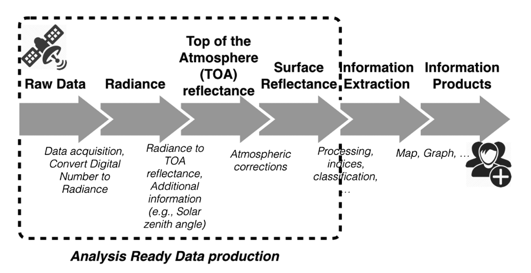 Raw Data
Radiance
Top of the
Atmosphere
(TOA)
reflectance
Surface
Reflectance
Information
Extraction
Information
Products
Data acquisition,
Convert Digital
Number to
Radiance
Radiance to
TOA
reflectance,
Additional
information
(e.g., Solar
zenith angle)
Atmospheric
corrections
Processing,
indices,
classification,
...
Map, Graph, ...
Analysis Ready Data production